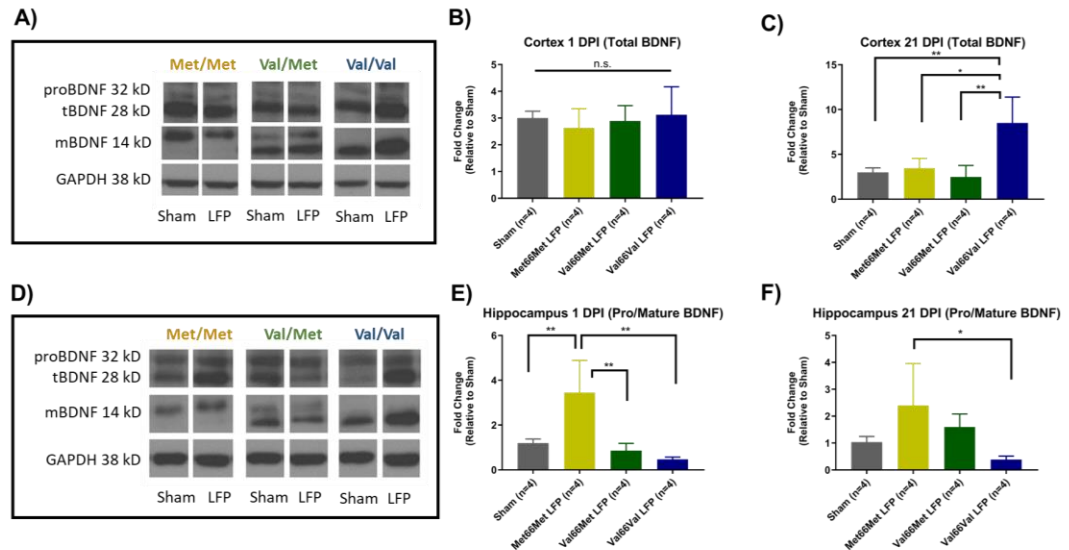 A)
Met/Met Val/Met Val/Val
proBDNF 32 kD
tBDNF 28 kD
mBDNF 14 kD
GAPDH 38 kD
Sham LFP Sham LFP Sham LFP
B)
Cortex 1 DPI (Total BDNF)
n.s.
Fold Change
(Relative to Sham)
5
4
3
2
1
0
Sham (n=4)
Met66Met LFP (n=4)
Val66Met LFP (n=4)
Val66Val LFP (n=4)
C)
Cortex 21 DPI (Total BDNF)
**
*
**
Fold Change
(Relative to Sham)
15
10
5
0
Sham (n=4)
Met66Met LFP (n=4)
Val66Met LFP (n=4)
Val66Val LFP (n=4)
D)
Met/Met Val/Met Val/Val
proBDNF 32 kD
tBDNF 28 kD
mBDNF 14 kD
GAPDH 38 kD
Sham LFP Sham LFP Sham LFP
E)
Hippocampus 1 DPI (Pro/Mature BDNF)
** **
**
Fold Change
(Relative to Sham)
6
4
2
0
Sham (n=4)
Met66Met LFP (n=4)
Val66Met LFP (n=4)
Val66Val LFP (n=4)
F)
Hippocampus 21 DPI (Pro/Mature BDNF)
*
Fold Change
(Relative to Sham)
5
4
3
2
1
0
Sham (n=4)
Met66Met LFP (n=4)
Val66Met LFP (n=4)
Val66Val LFP (n=4)